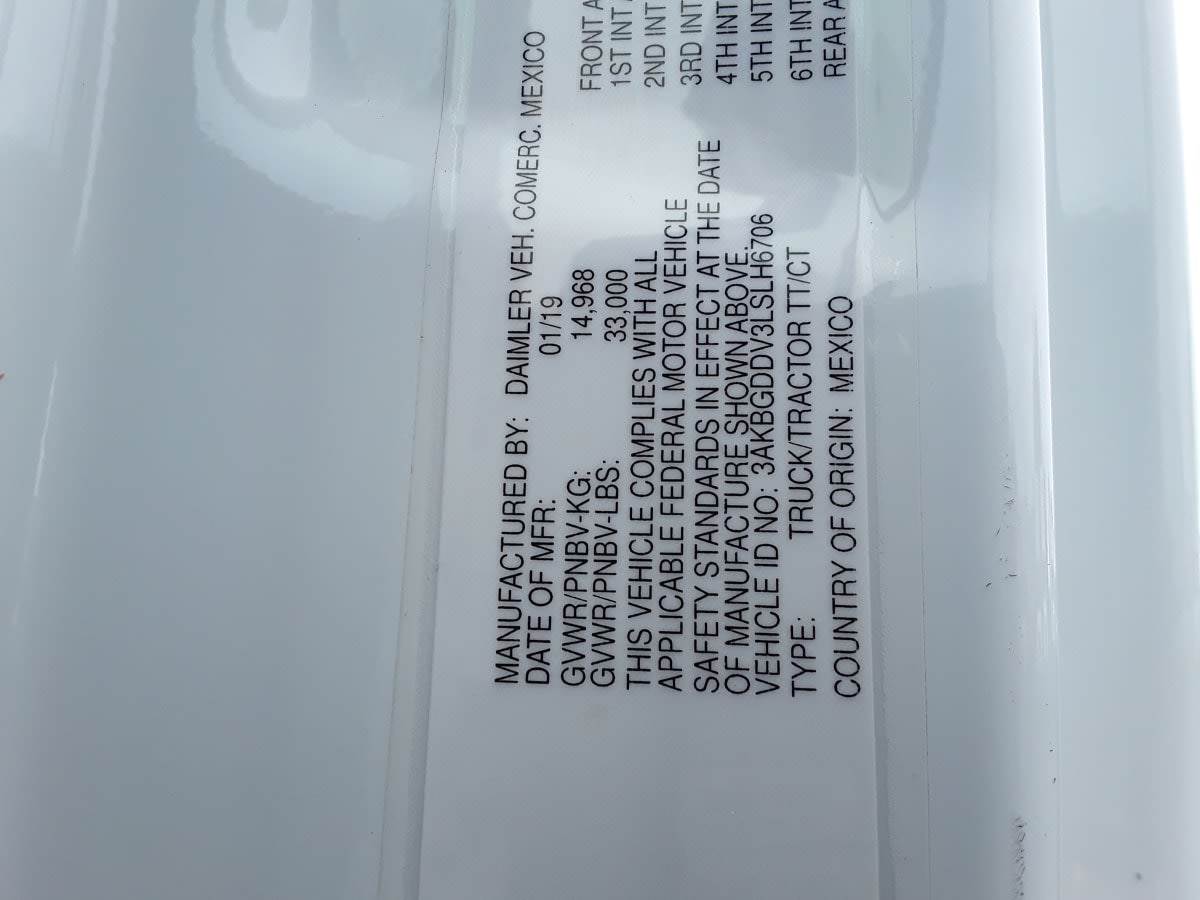 MANUFACTURED BY: DAIMLER VEH. COMERC. MEXICO
DATE OF MFR: 01/19
GVWR/PNBV-KG: 14,968
GVWR/PNBV-LBS: 33,000
THIS VEHICLE COMPLIES WITH ALL
APPLICABLE FEDERAL MOTOR VEHICLE
SAFETY STANDARDS IN EFFECT AT THE DATE
OF MANUFACTURE SHOWN ABOVE.
VEHICLE ID NO: 3AKBGDDV3LSLH6706
TYPE: TRUCK/TRACTOR TT/CT
COUNTRY OF ORIGIN: MEXICO
FRONT A
1ST INT A
2ND INT
3RD INT
4TH INT
5TH INT
6TH INT
REAR A